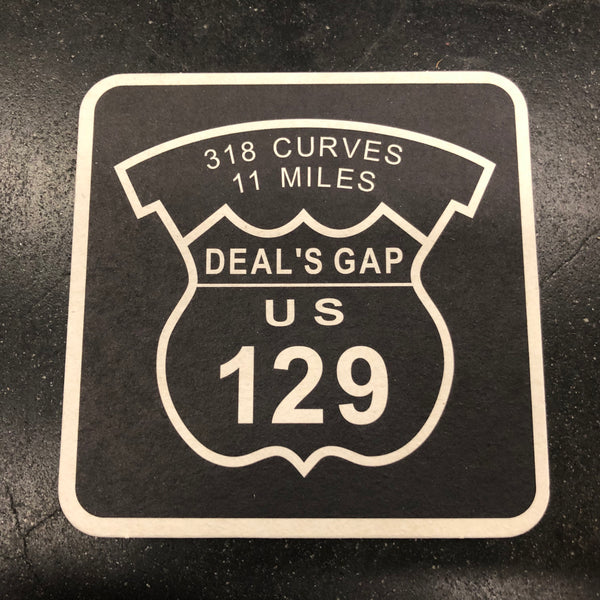 318 CURVES
11 MILES
DEAL'S GAP
US
129